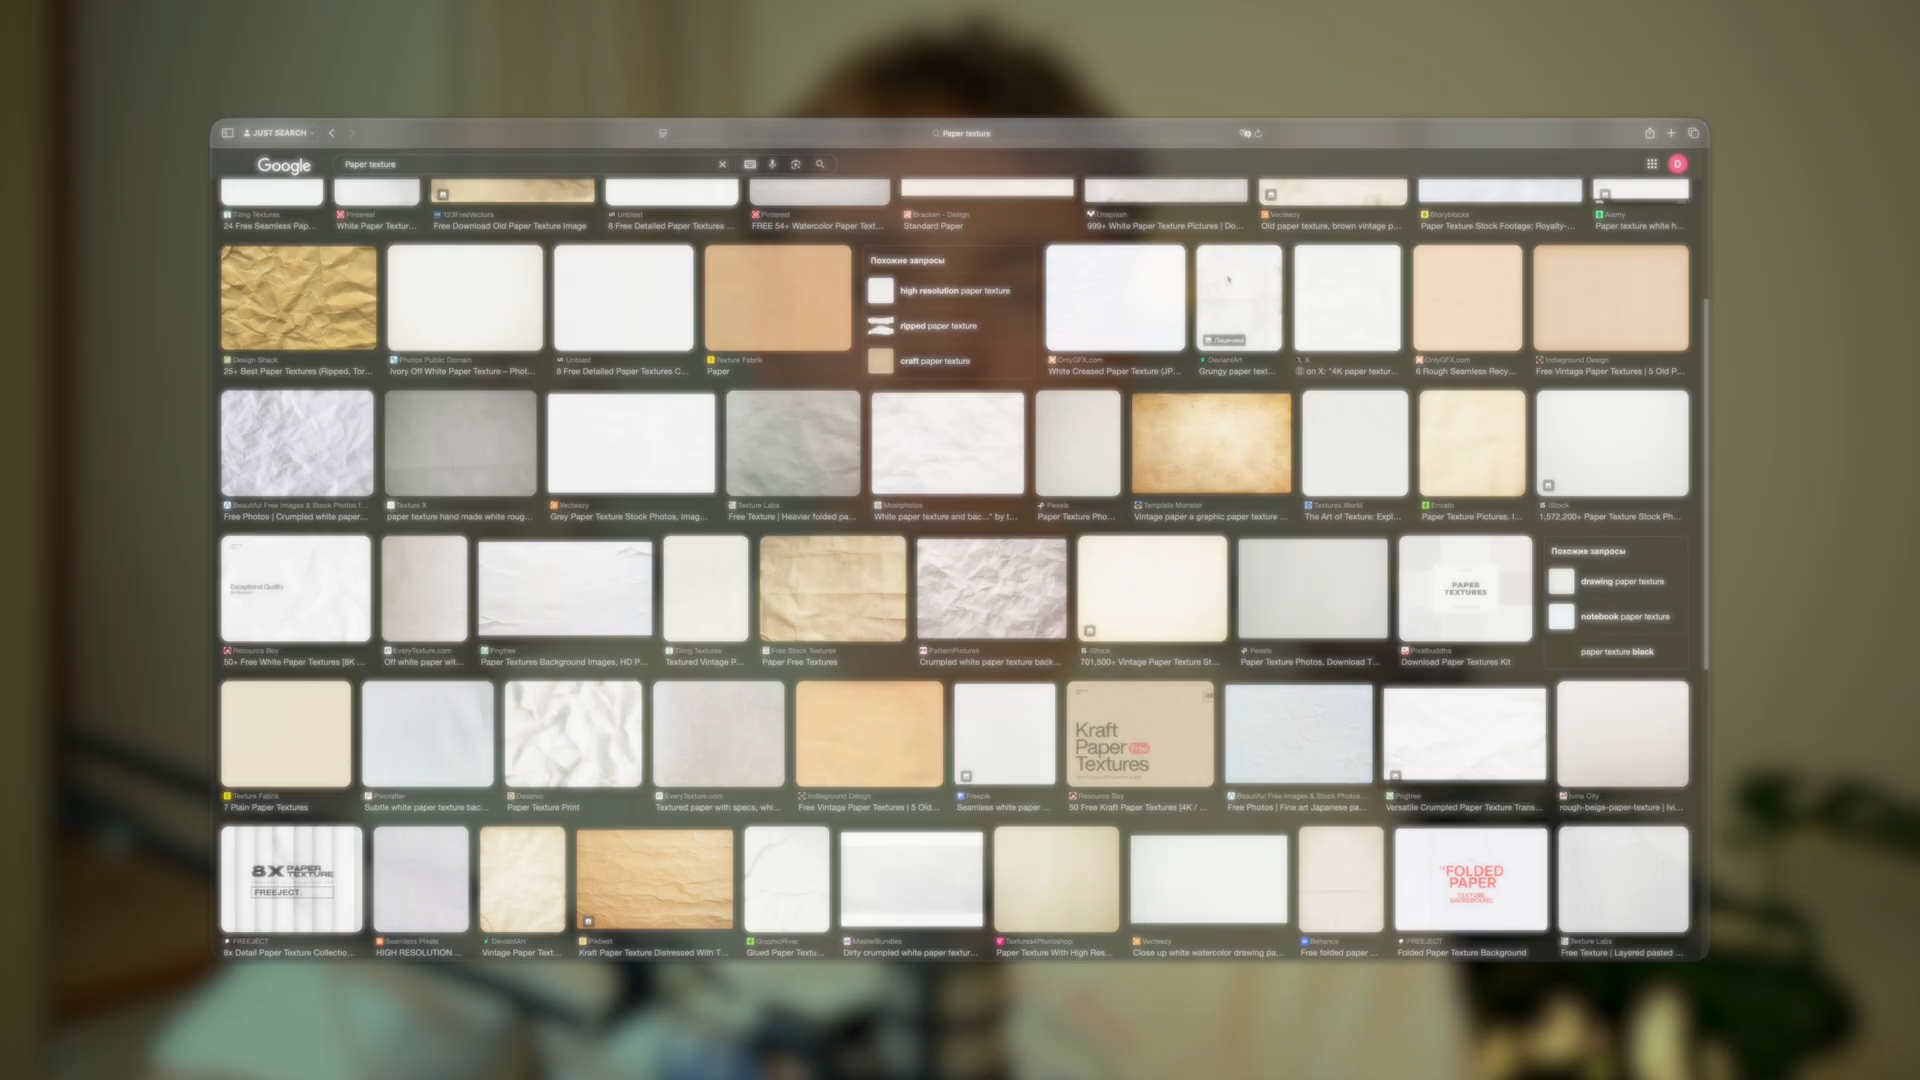 JUST SEARCH
Paper texture
Google
Paper texture
D
Tiling Textures
24 Free Seamless Pap...
Pinterest
White Paper Textur...
123FreeVectors
Free Download Old Paper Texture Image
Unblast
8 Free Detailed Paper Textures ...
Pinterest
FREE 54+ Watercolor Paper Text...
Bracken - Design
Standard Paper
Unsplash
999+ White Paper Texture Pictures | Do...
Vecteezy
Old paper texture, brown vintage p...
Storyblocks
Paper Texture Stock Footage: Royalty-...
Alamy
Paper texture white h...
Design Shack
25+ Best Paper Textures (Ripped, Tor...
Photos Public Domain
Ivory Off White Paper Texture – Phot...
Unblast
8 Free Detailed Paper Textures C...
Texture Fabrik
Paper
Похожие запросы
high resolution paper texture
ripped paper texture
craft paper texture
OnlyGFX.com
White Creased Paper Texture (JP...
Лицензия
DeviantArt
Grungy paper text...
X
Ⓢ on X: "4K paper textur...
OnlyGFX.com
6 Rough Seamless Recy...
Indieground Design
Free Vintage Paper Textures | 5 Old P...
Beautiful Free Images & Stock Photos f...
Free Photos | Crumpled white paper...
Texture X
paper texture hand made white roug...
Vecteezy
Grey Paper Texture Stock Photos, Imag...
Texture Labs
Free Texture | Heavier folded pa...
Mostphotos
White paper texture and bac..." by t...
Pexels
Paper Texture Pho...
Template Monster
Vintage paper a graphic paper texture ...
Textures.World
The Art of Texture: Expl...
Envato
Paper Texture Pictures, I...
iStock
1,572,200+ Paper Texture Stock Ph...
Exceptional Quality
Resource Boy
50+ Free White Paper Textures [8K ...
EveryTexture.com
Off white paper wit...
Pngtree
Paper Textures Background Images, HD P...
Tiling Textures
Textured Vintage P...
Free Stock Textures
Paper Free Textures
PatternPictures
Crumpled white paper texture back...
iStock
701,500+ Vintage Paper Texture St...
Pexels
Paper Texture Photos, Download T...
PAPER
TEXTURES
Pixelbuddha
Download Paper Textures Kit
Похожие запросы
drawing paper texture
notebook paper texture
paper texture black
Texture Fabrik
7 Plain Paper Textures
Pixcrafter
Subtle white paper texture bac...
Desenio
Paper Texture Print
EveryTexture.com
Textured paper with specs, whi...
Indieground Design
Free Vintage Paper Textures | 5 Old...
Freepik
Seamless white paper ...
Kraft
Paper Free
Textures
Resource Boy
50 Free Kraft Paper Textures [4K / ...
Beautiful Free Images & Stock Photos ...
Free Photos | Fine art Japanese pa...
Pngtree
Versatile Crumpled Paper Texture Trans...
Ivins City
rough-beige-paper-texture | Ivi...
8X PAPER
TEXTURE
FREEJECT.
FREEJECT
8x Detail Paper Texture Collectio...
Seamless Pixels
HIGH RESOLUTION ...
DeviantArt
Vintage Paper Text...
Pikbest
Kraft Paper Texture Distressed With T...
GraphicRiver
Glued Paper Textu...
MasterBundles
Dirty crumpled white paper textur...
Textures4Photoshop
Paper Texture With High Res...
Vecteezy
Close up white watercolor drawing pa...
Behance
Free folded paper ...
FOLDED
PAPER
TEXTURE
BACKGROUND
FREEJECT
Folded Paper Texture Background
Texture Labs
Free Texture | Layered pasted ...